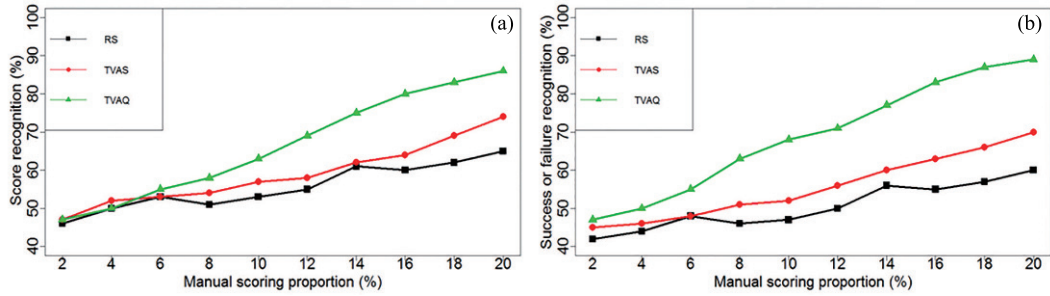 (a)
RS
TVAS
TVAQ
Score recognition (%)
100
90
80
70
60
50
40
2 4 6 8 10 12 14 16 18 20
Manual scoring proportion (%)
(b)
RS
TVAS
TVAQ
Success or failure recognition (%)
100
90
80
70
60
50
40
2 4 6 8 10 12 14 16 18 20
Manual scoring proportion (%)